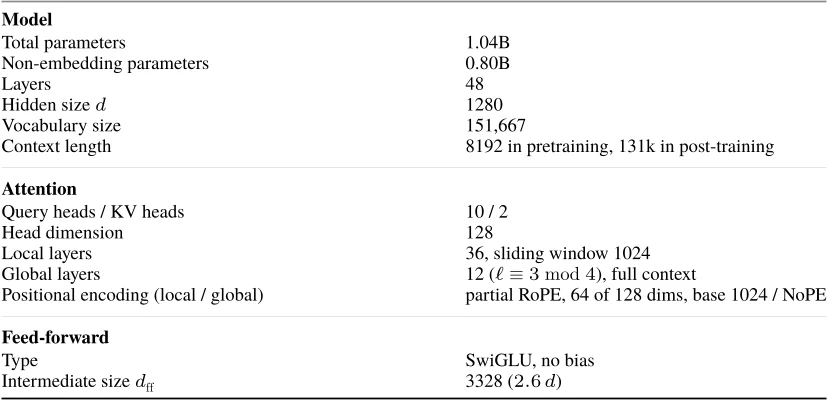 Model
Total parameters 1.04B
Non-embedding parameters 0.80B
Layers 48
Hidden size d 1280
Vocabulary size 151,667
Context length 8192 in pretraining, 131k in post-training
Attention
Query heads / KV heads 10 / 2
Head dimension 128
Local layers 36, sliding window 1024
Global layers 12 (ℓ ≡ 3 mod 4), full context
Positional encoding (local / global) partial RoPE, 64 of 128 dims, base 1024 / NoPE
Feed-forward
Type SwiGLU, no bias
Intermediate size d_ff 3328 (2.6 d)